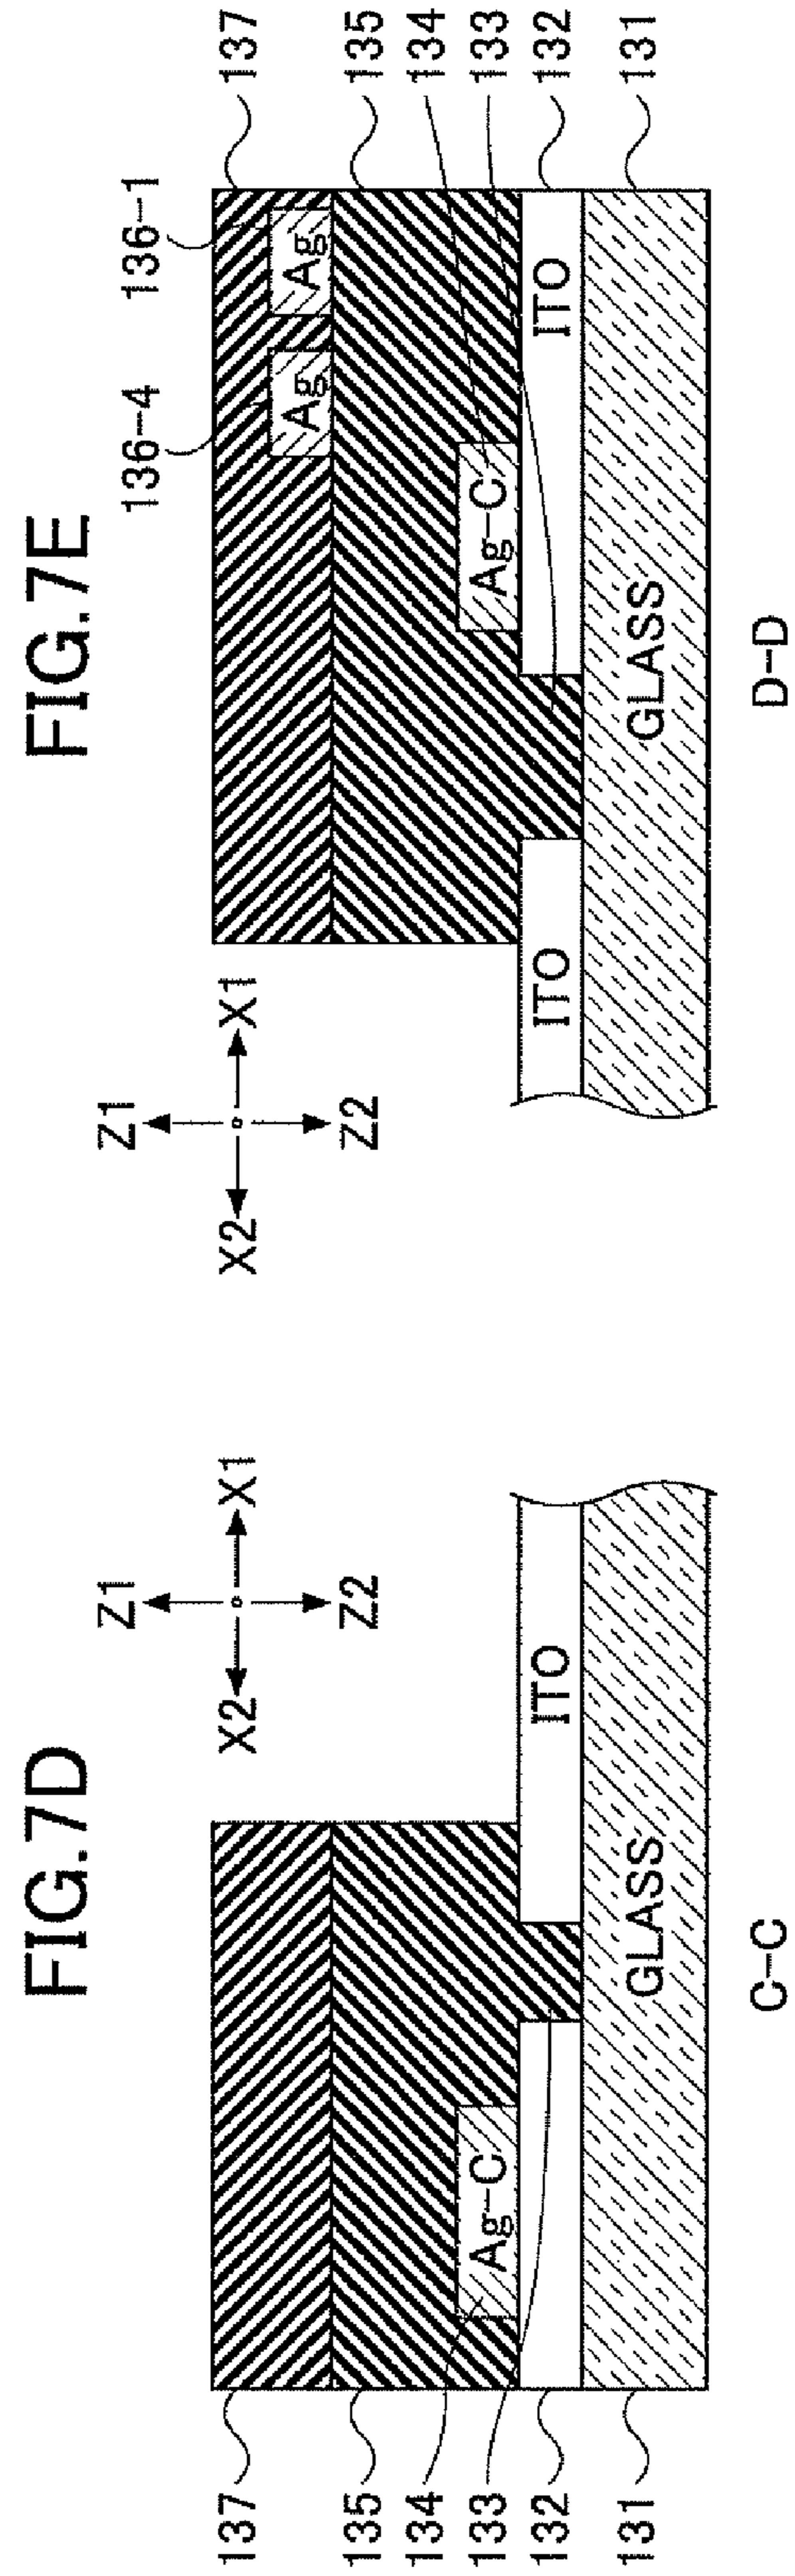 FIG.7D
Z1
X2
X1
Z2
137
135
134
133
132
131
Ag-C
ITO
GLASS
C-C
FIG.7E
Z1
X2
X1
Z2
136-4
136-1
137
135
134
133
132
131
Ag
Ag
Ag-C
ITO
ITO
GLASS
D-D